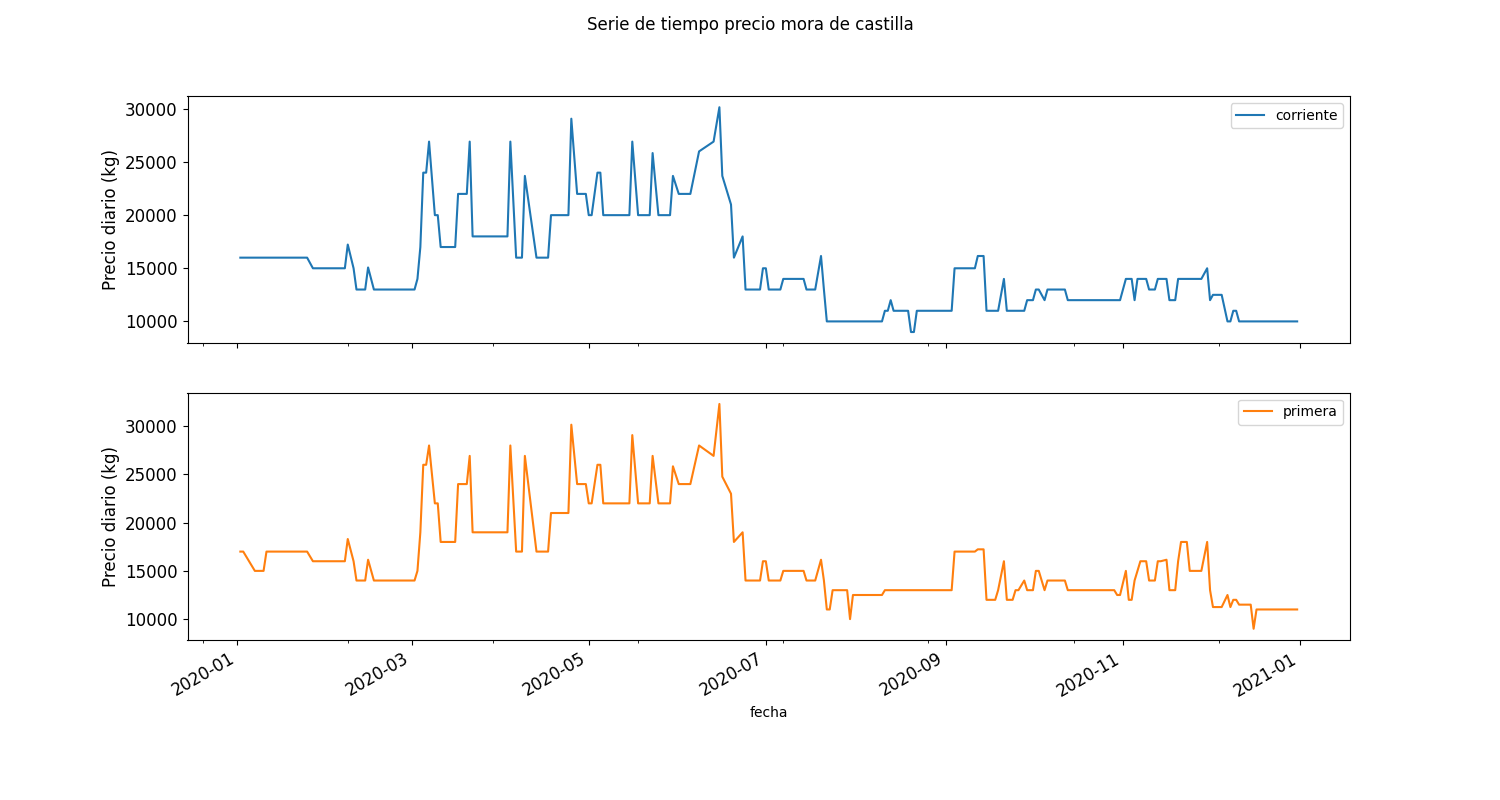 Serie de tiempo precio mora de castilla
30000
25000
20000
15000
10000
Precio diario (kg)
corriente
30000
25000
20000
15000
10000
Precio diario (kg)
primera
2020-01
2020-03
2020-05
2020-07
2020-09
2020-11
2021-01
fecha